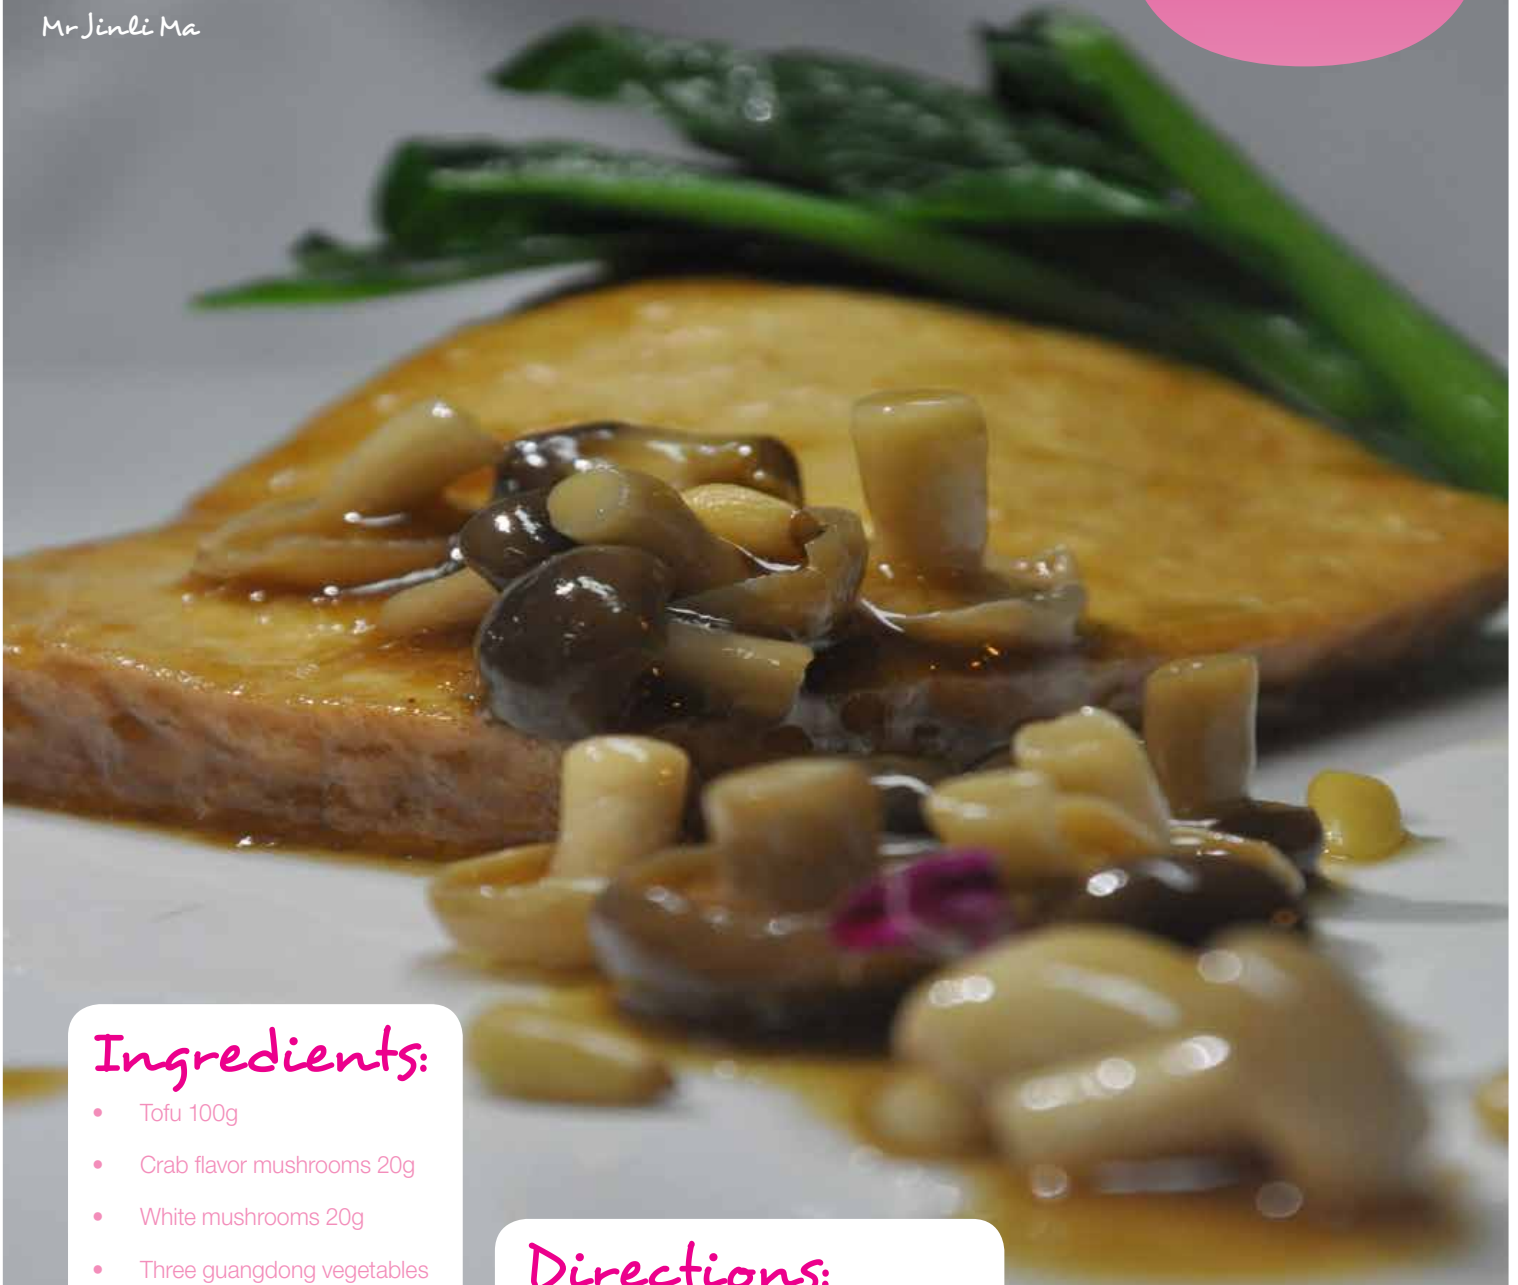 Mr Jinli Ma
Ingredients:
• Tofu 100g
• Crab flavor mushrooms 20g
• White mushrooms 20g
• Three guangdong vegetables
Directions: